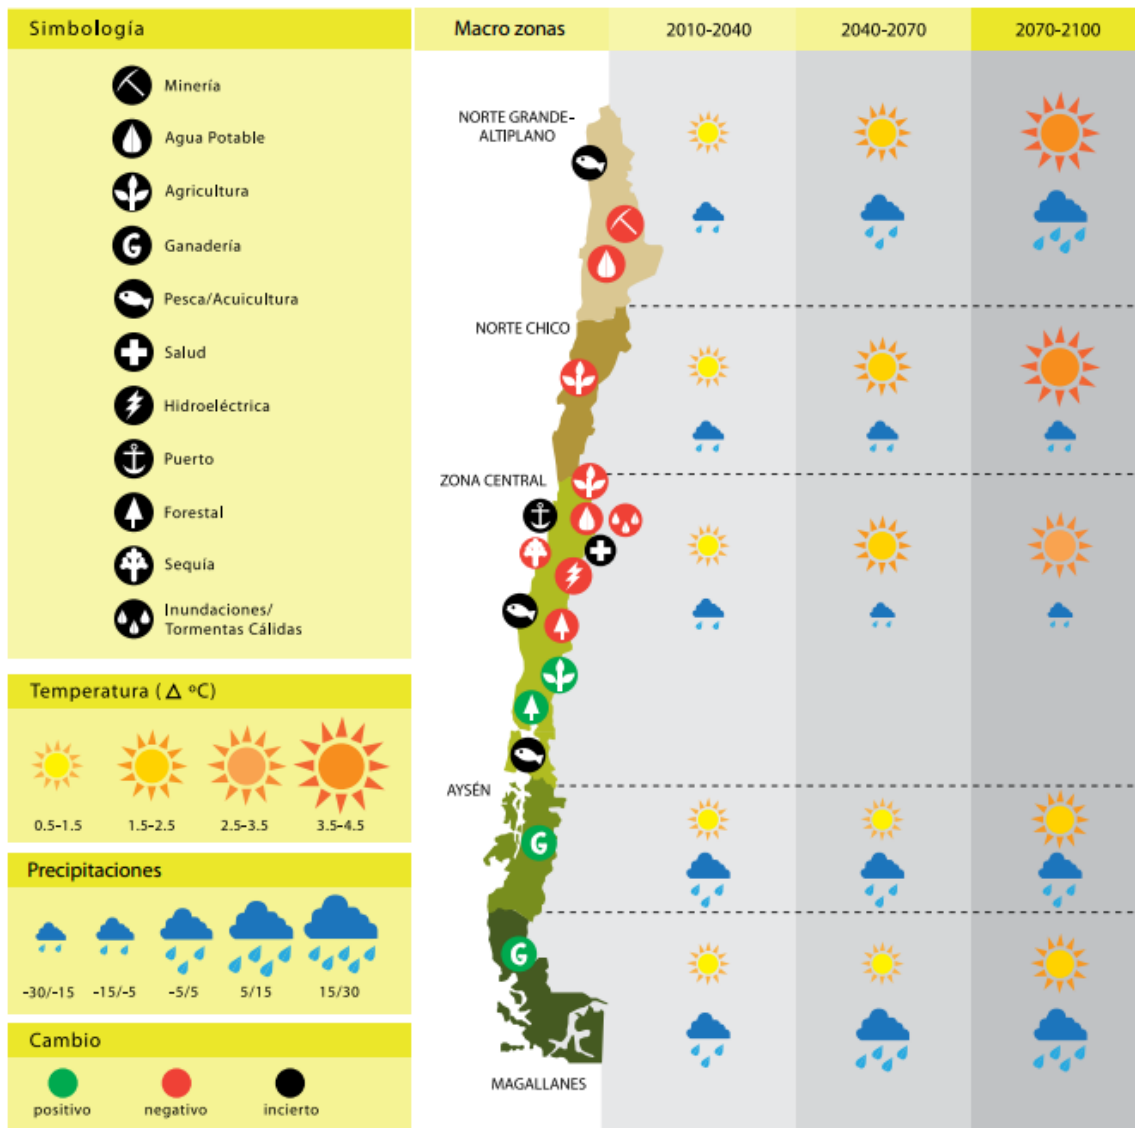 Simbología
Minería
Agua Potable
Agricultura
Ganadería
Pesca/Acuicultura
Salud
Hidroeléctrica
Puerto
Forestal
Sequía
Inundaciones/
Tormentas Cálidas
Temperatura (Δ ºC)
0.5-1.5 1.5-2.5 2.5-3.5 3.5-4.5
Precipitaciones
-30/-15 -15/-5 -5/5 5/15 15/30
Cambio
positivo negativo incierto
Macro zonas 2010-2040 2040-2070 2070-2100
NORTE GRANDE-
ALTIPLANO
NORTE CHICO
ZONA CENTRAL
AYSÉN
MAGALLANES
G
G
G